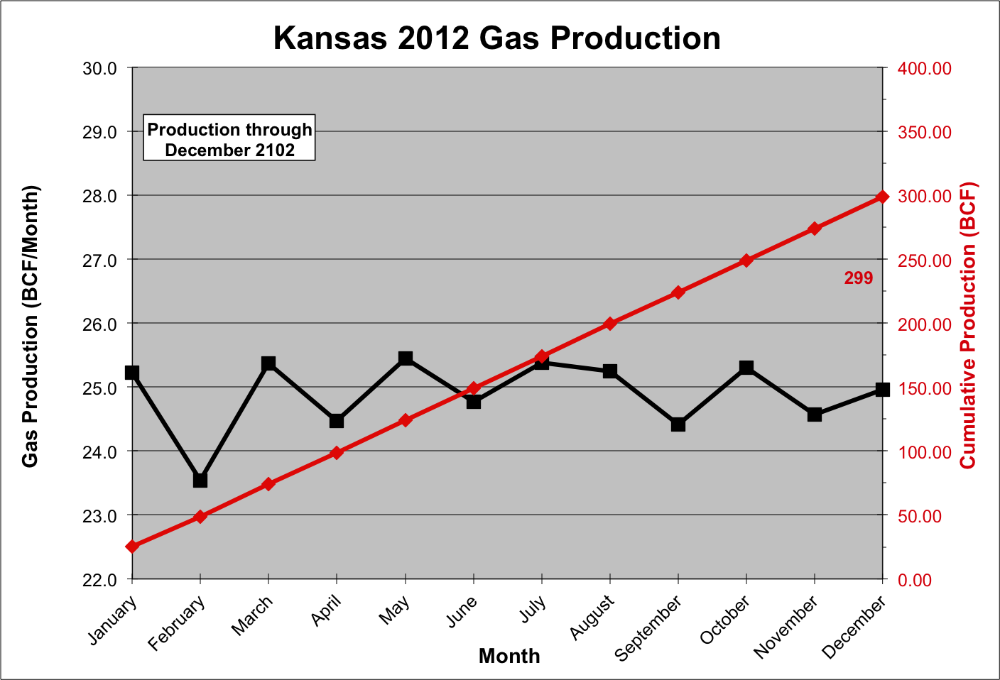 Kansas 2012 Gas Production
30.0
29.0
28.0
27.0
26.0
25.0
24.0
23.0
22.0
Gas Production (BCF/Month)
Production through
December 2102
299
400.00
350.00
300.00
250.00
200.00
150.00
100.00
50.00
0.00
Cumulative Production (BCF)
January
February
March
April
May
June
July
August
September
October
November
December
Month